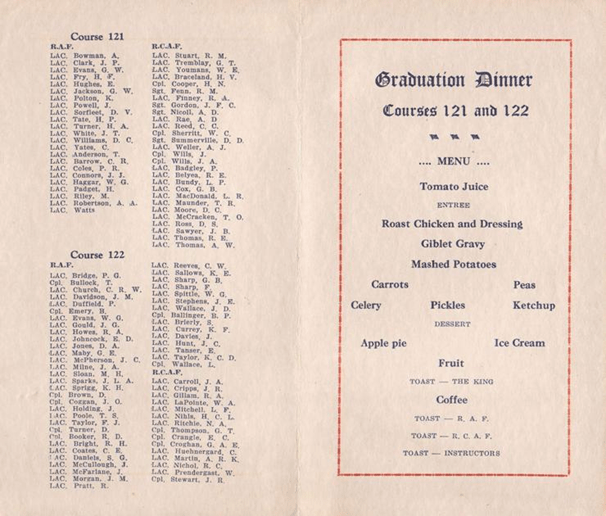 Course 121
R.A.F.
LAC. Bowman, A.
LAC. Clark, J. P.
LAC. Evans, G. W.
LAC. Fry, H. F.
LAC. Hughes, E.
LAC. Jackson, G. W.
LAC. Polton, K.
LAC. Powell, J.
LAC. Sorfleet, D. V.
LAC. Tate, H. P.
LAC. Turner, H. A.
LAC. White, J. T.
LAC. Williams, D. C.
LAC. Yates, C.
LAC. Anderson, T.
LAC. Barrow, C. R.
LAC. Coles, P. R.
LAC. Connors, J. J.
LAC. Haggar, W. G.
LAC. Padget, H.
LAC. Riley, M.
LAC. Robertson, A. A.
LAC. Watts
R.C.A.F.
LAC. Stuart, R. M.
LAC. Tremblay, G. T.
LAC. Youmans, W. E.
LAC. Braceland, H. V.
Cpl. Cooper, H. N.
Sgt. Fenn, R. M.
LAC. Finney, R. A.
Sgt. Gordon, J. F. C.
Sgt. Nicoll, A. D.
LAC. Rae, A. D
LAC. Reed, C. C.
Cpl. Sherritt, W. C.
Sgt. Summerville, D. D.
LAC. Weller, A. J.
Cpl. Wills, J.
Cpl. Wills, J. A.
LAC. Badgley, P.
LAC. Belyea, R. E.
LAC. Bundy, L. P.
LAC. Cox, G. B.
LAC. MacDonald, L. R.
LAC. Maunder, T. R.
LAC. Moore, D. C.
LAC. McCracken, T. O.
LAC. Ross, D. S.
LAC. Sawyer, J. B.
LAC. Thomas, R. E.
LAC. Thomas, A. W.
Course 122
R.A.F.
LAC. Bridge, P. G.
Cpl. Bullock, T.
LAC. Church, C. R. W.
LAC. Davidson, J. M.
LAC. Duffield, P.
Cpl. Emery, B.
LAC. Evans, W. G.
LAC. Gould, J. G.
LAC. Howes, R. A.
LAC. Johncock, E. D.
LAC. Jones, D. A.
LAC. Maby, G. E.
LAC. McPherson, J. C.
LAC. Milne, J. A.
LAC. Sloan, M. H.
LAC. Sparks, J. L. A.
LAC. Sprigg, K. H.
Cpl. Brown, D.
Cpl. Coggan, J. O.
LAC. Holding, J.
LAC. Poole, T. S.
LAC. Taylor, F. J.
Cpl. Turner, D.
Cpl. Booker, R. D.
LAC. Bright, R. H.
LAC. Coates, C. E.
LAC. Daniels, S. G.
LAC. McCullough, J.
LAC. McFarlane, J.
LAC. Morgan, J. M.
LAC. Pratt, R.
LAC. Reeves, C. W.
LAC. Sallows, K. E.
LAC. Sharp, G. B.
LAC. Sharp, F.
LAC. Spittle, W. G.
LAC. Stephens, J. E.
LAC. Wallace, J. D.
Cpl. Ballinger, B. P.
LAC. Brierly, S.
LAC. Currey, K. F.
LAC. Davies, J.
LAC. Hunt, J. C.
LAC. Tanser, E.
LAC. Taylor, K. C. D.
Cpl. Wallace, L.
R.C.A.F.
LAC. Carroll, J. A.
LAC. Cripps, J. R.
LAC. Gillam, R. A.
LAC. LaPointe, W. A.
LAC. Mitchell, L. F.
LAC. Nihls, H. C. L.
LAC. Ritchie, N. A.
Cpl. Thompson, G. T.
Cpl. Crangle, E. C.
Cpl. Croghan, G. A. E.
LAC. Huehnergard, C.
LAC. Martin, A. R. K.
LAC. Nichol, R. C.
LAC. Prendergast, W.
Cpl. Stewart, J. R.
Graduation Dinner
Courses 121 and 122
.... MENU ....
Tomato Juice
ENTREE
Roast Chicken and Dressing
Giblet Gravy
Mashed Potatoes
Carrots Peas
Celery Pickles Ketchup
DESSERT
Apple pie Ice Cream
Fruit
TOAST — THE KING
Coffee
TOAST — R. A. F.
TOAST — R. C. A. F.
TOAST — INSTRUCTORS